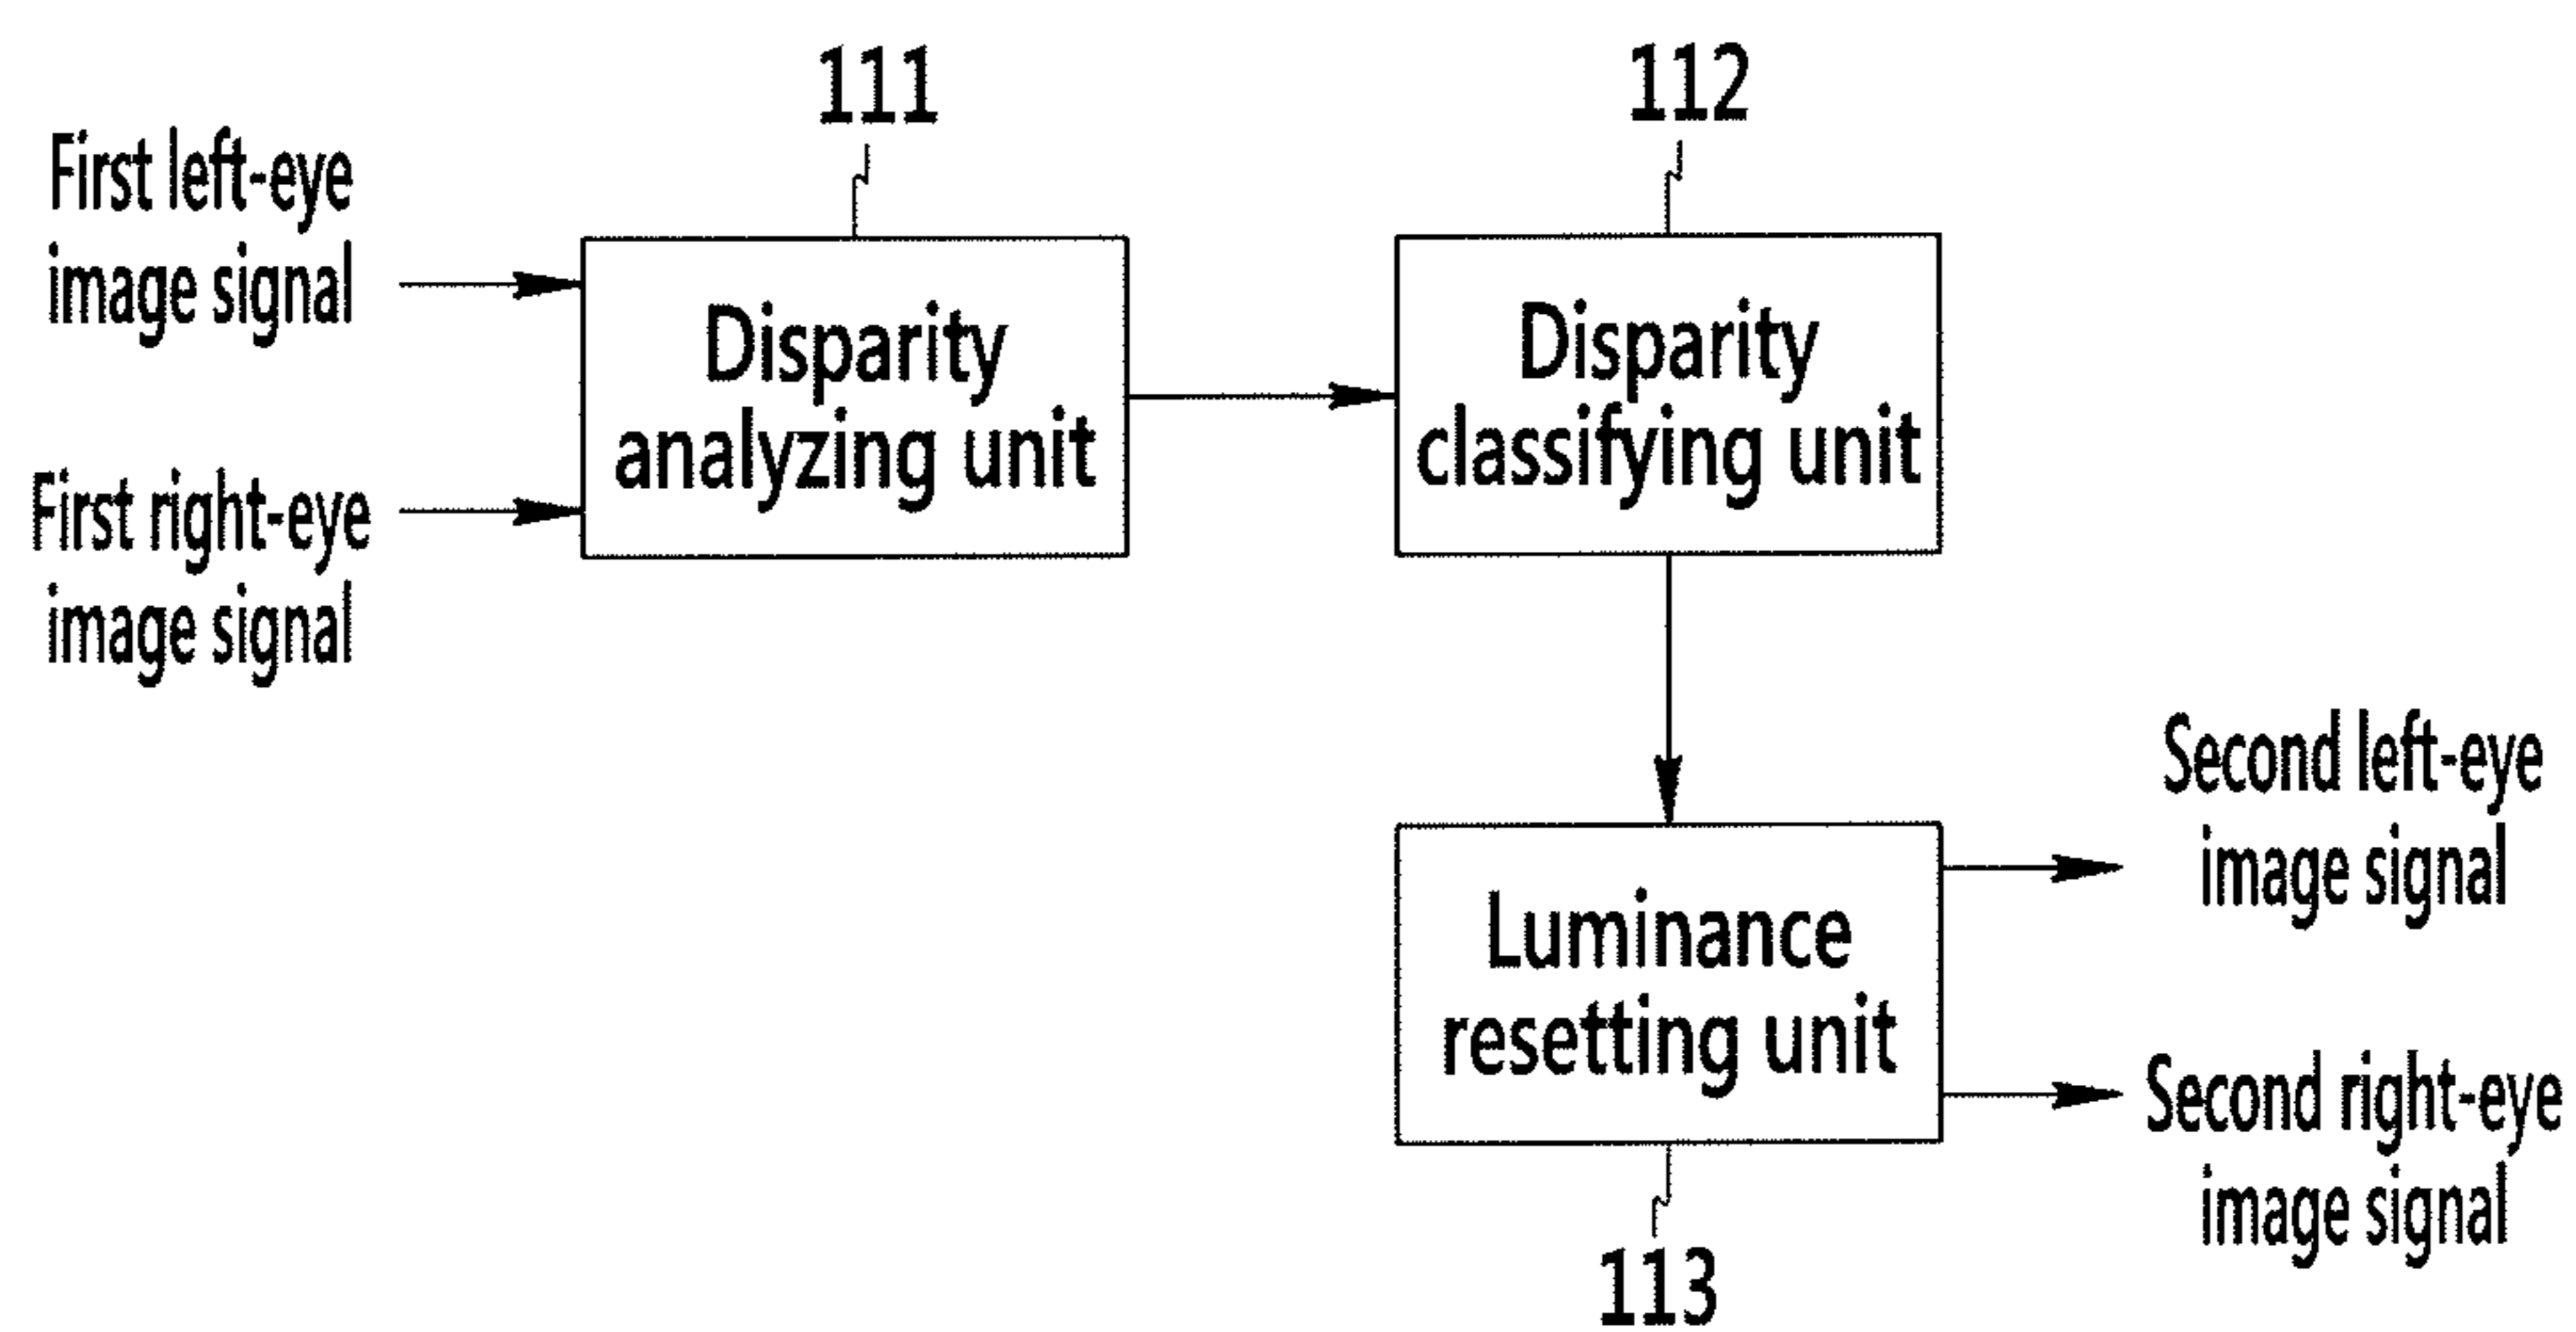 111
112
First left-eye
image signal
Disparity
analyzing unit
Disparity
classifying unit
First right-eye
image signal
Second left-eye
image signal
Luminance
resetting unit
Second right-eye
image signal
113